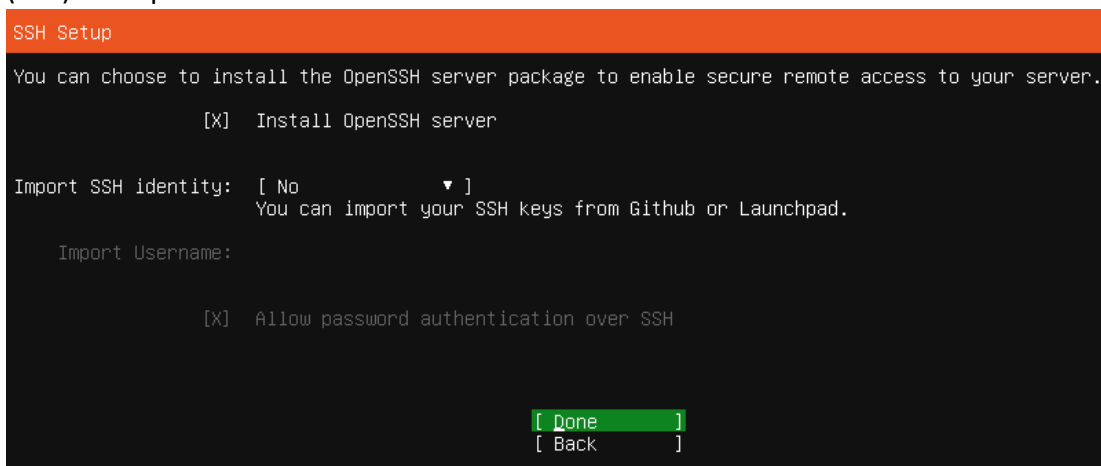 SSH Setup
You can choose to install the OpenSSH server package to enable secure remote access to your server.
[X] Install OpenSSH server
Import SSH identity: [ No ▾ ]
You can import your SSH keys from Github or Launchpad.
Import Username:
[X] Allow password authentication over SSH
[ Done ]
[ Back ]